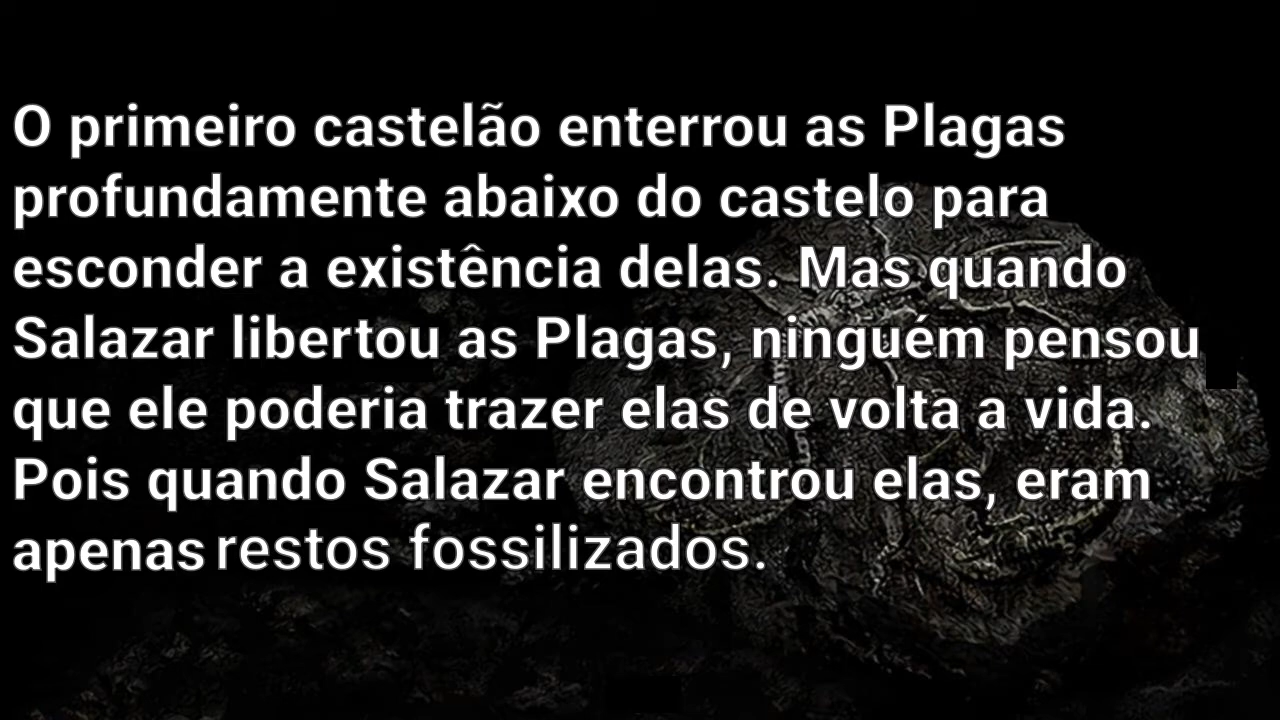 O primeiro castelão enterrou as Plagas
profundamente abaixo do castelo para
esconder a existência delas. Mas quando
Salazar libertou as Plagas, ninguém pensou
que ele poderia trazer elas de volta a vida.
Pois quando Salazar encontrou elas, eram
apenas restos fossilizados.